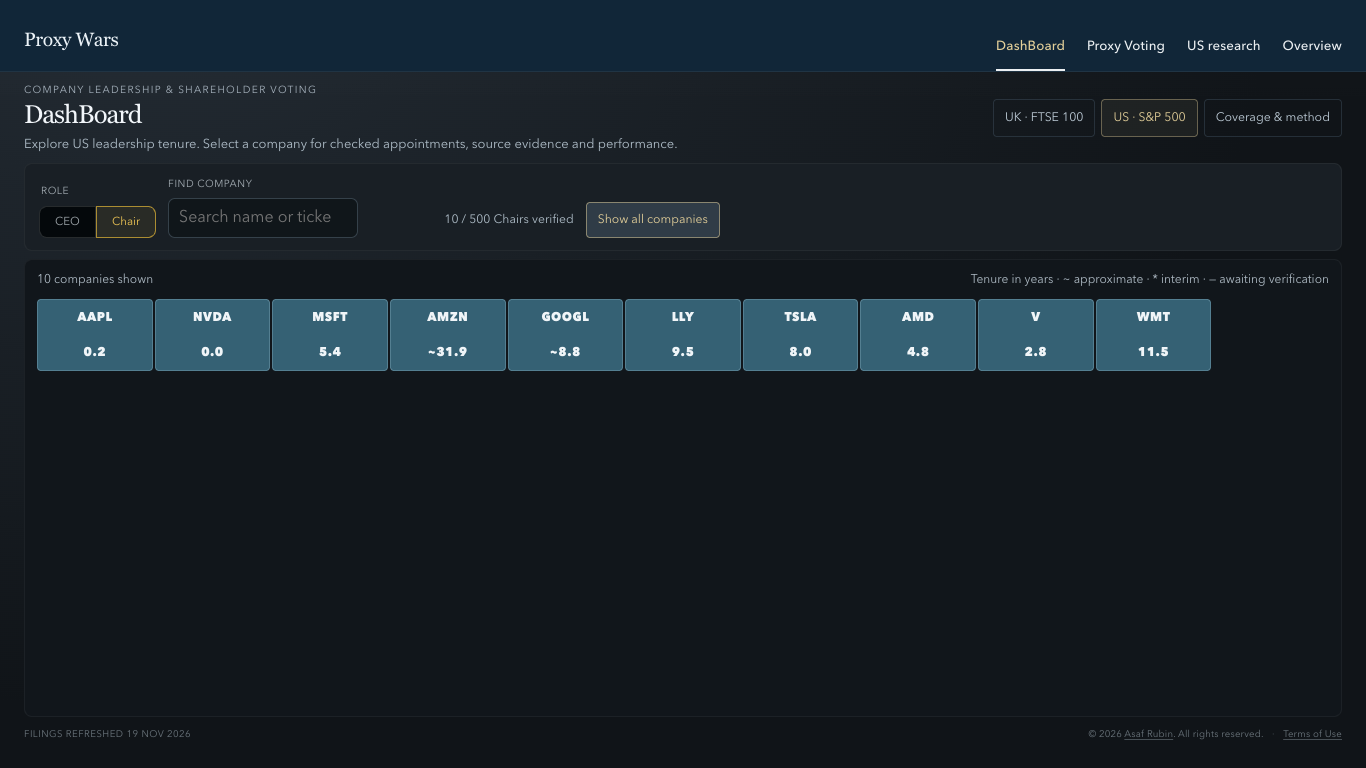 Proxy Wars
DashBoard Proxy Voting US research Overview
COMPANY LEADERSHIP & SHAREHOLDER VOTING
DashBoard
Explore US leadership tenure. Select a company for checked appointments, source evidence and performance.
UK · FTSE 100 US · S&P 500 Coverage & method
ROLE
CEO Chair
FIND COMPANY
Search name or ticke
10 / 500 Chairs verified
Show all companies
10 companies shown
Tenure in years · ~ approximate · * interim · — awaiting verification
AAPL NVDA MSFT AMZN GOOGL LLY TSLA AMD V WMT
0.2 0.0 5.4 ~31.9 ~8.8 9.5 8.0 4.8 2.8 11.5
FILINGS REFRESHED 19 NOV 2026
© 2026 Asaf Rubin. All rights reserved. · Terms of Use